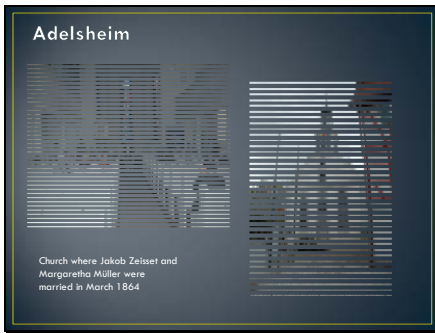 Adelsheim
Church where Jakob Zeisset and
Margaretha Müller were
married in March 1864